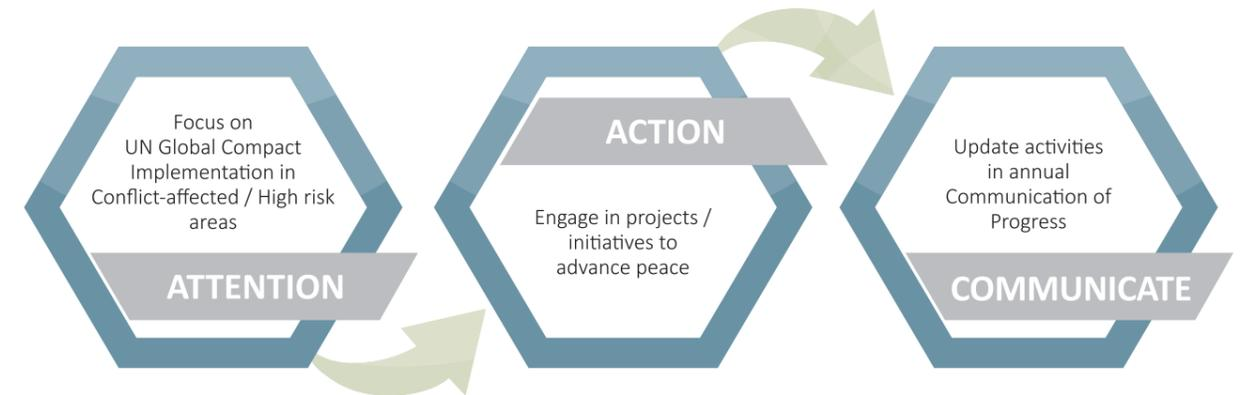 Focus on
UN Global Compact
Implementation in
Conflict-affected / High risk
areas
ATTENTION
ACTION
Engage in projects /
initiatives to
advance peace
Update activities
in annual
Communication of
Progress
COMMUNICATE